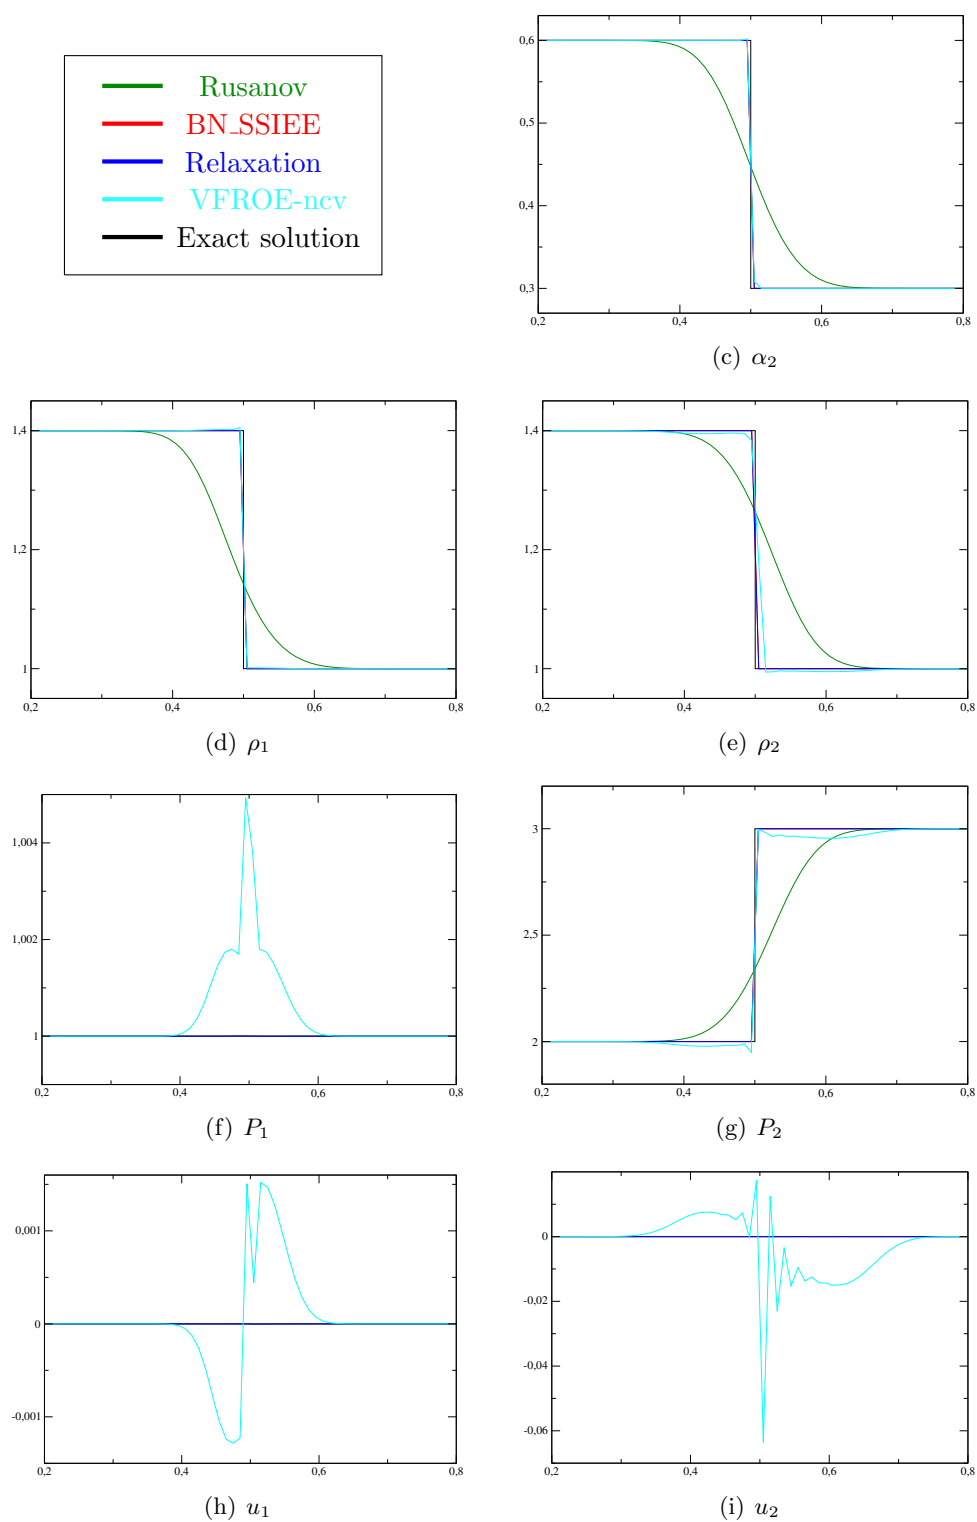 Rusanov
BN_SSIEE
Relaxation
VFROE-ncv
Exact solution
0,6
0,5
0,4
0,3
0,2 0,4 0,6 0,8
(c) α₂
1,4
1,2
1
0,2 0,4 0,6 0,8
(d) ρ₁
1,4
1,2
1
0,2 0,4 0,6 0,8
(e) ρ₂
1,004
1,002
1
0,2 0,4 0,6 0,8
(f) P₁
3
2,5
2
0,2 0,4 0,6 0,8
(g) P₂
0,001
0
-0,001
0,2 0,4 0,6 0,8
(h) u₁
0
-0,02
-0,04
-0,06
0,2 0,4 0,6 0,8
(i) u₂